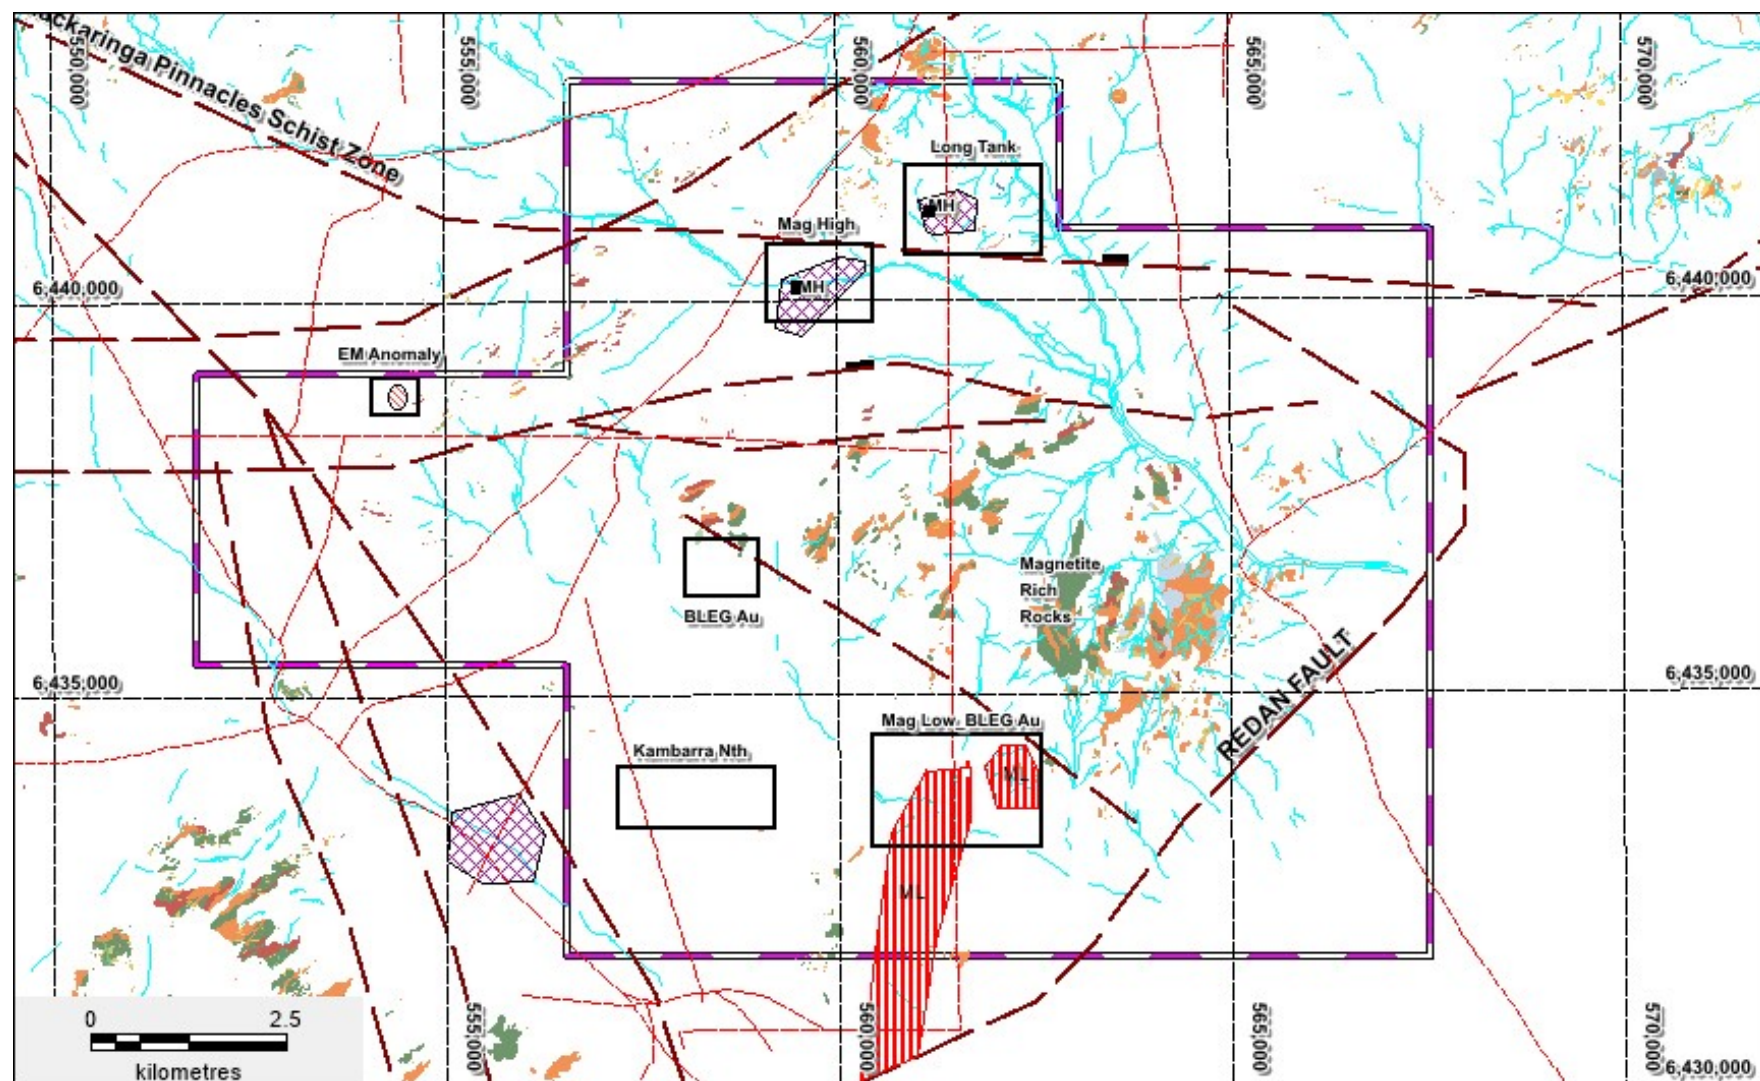 ackaringa Pinnacles Schist Zone
550,000
555,000
560,000
565,000
570,000
Long Tank
MH
Mag High
MH
6,440,000
6,440,000
EM Anomaly
Magnetite
Rich
Rocks
BLEG Au
REDAN FAULT
6,435,000
6,435,000
Mag Low_BLEG Au
ML
Kambarra Nth
ML
555,000
560,000
565,000
570,000
0 2.5
kilometres
6,430,000